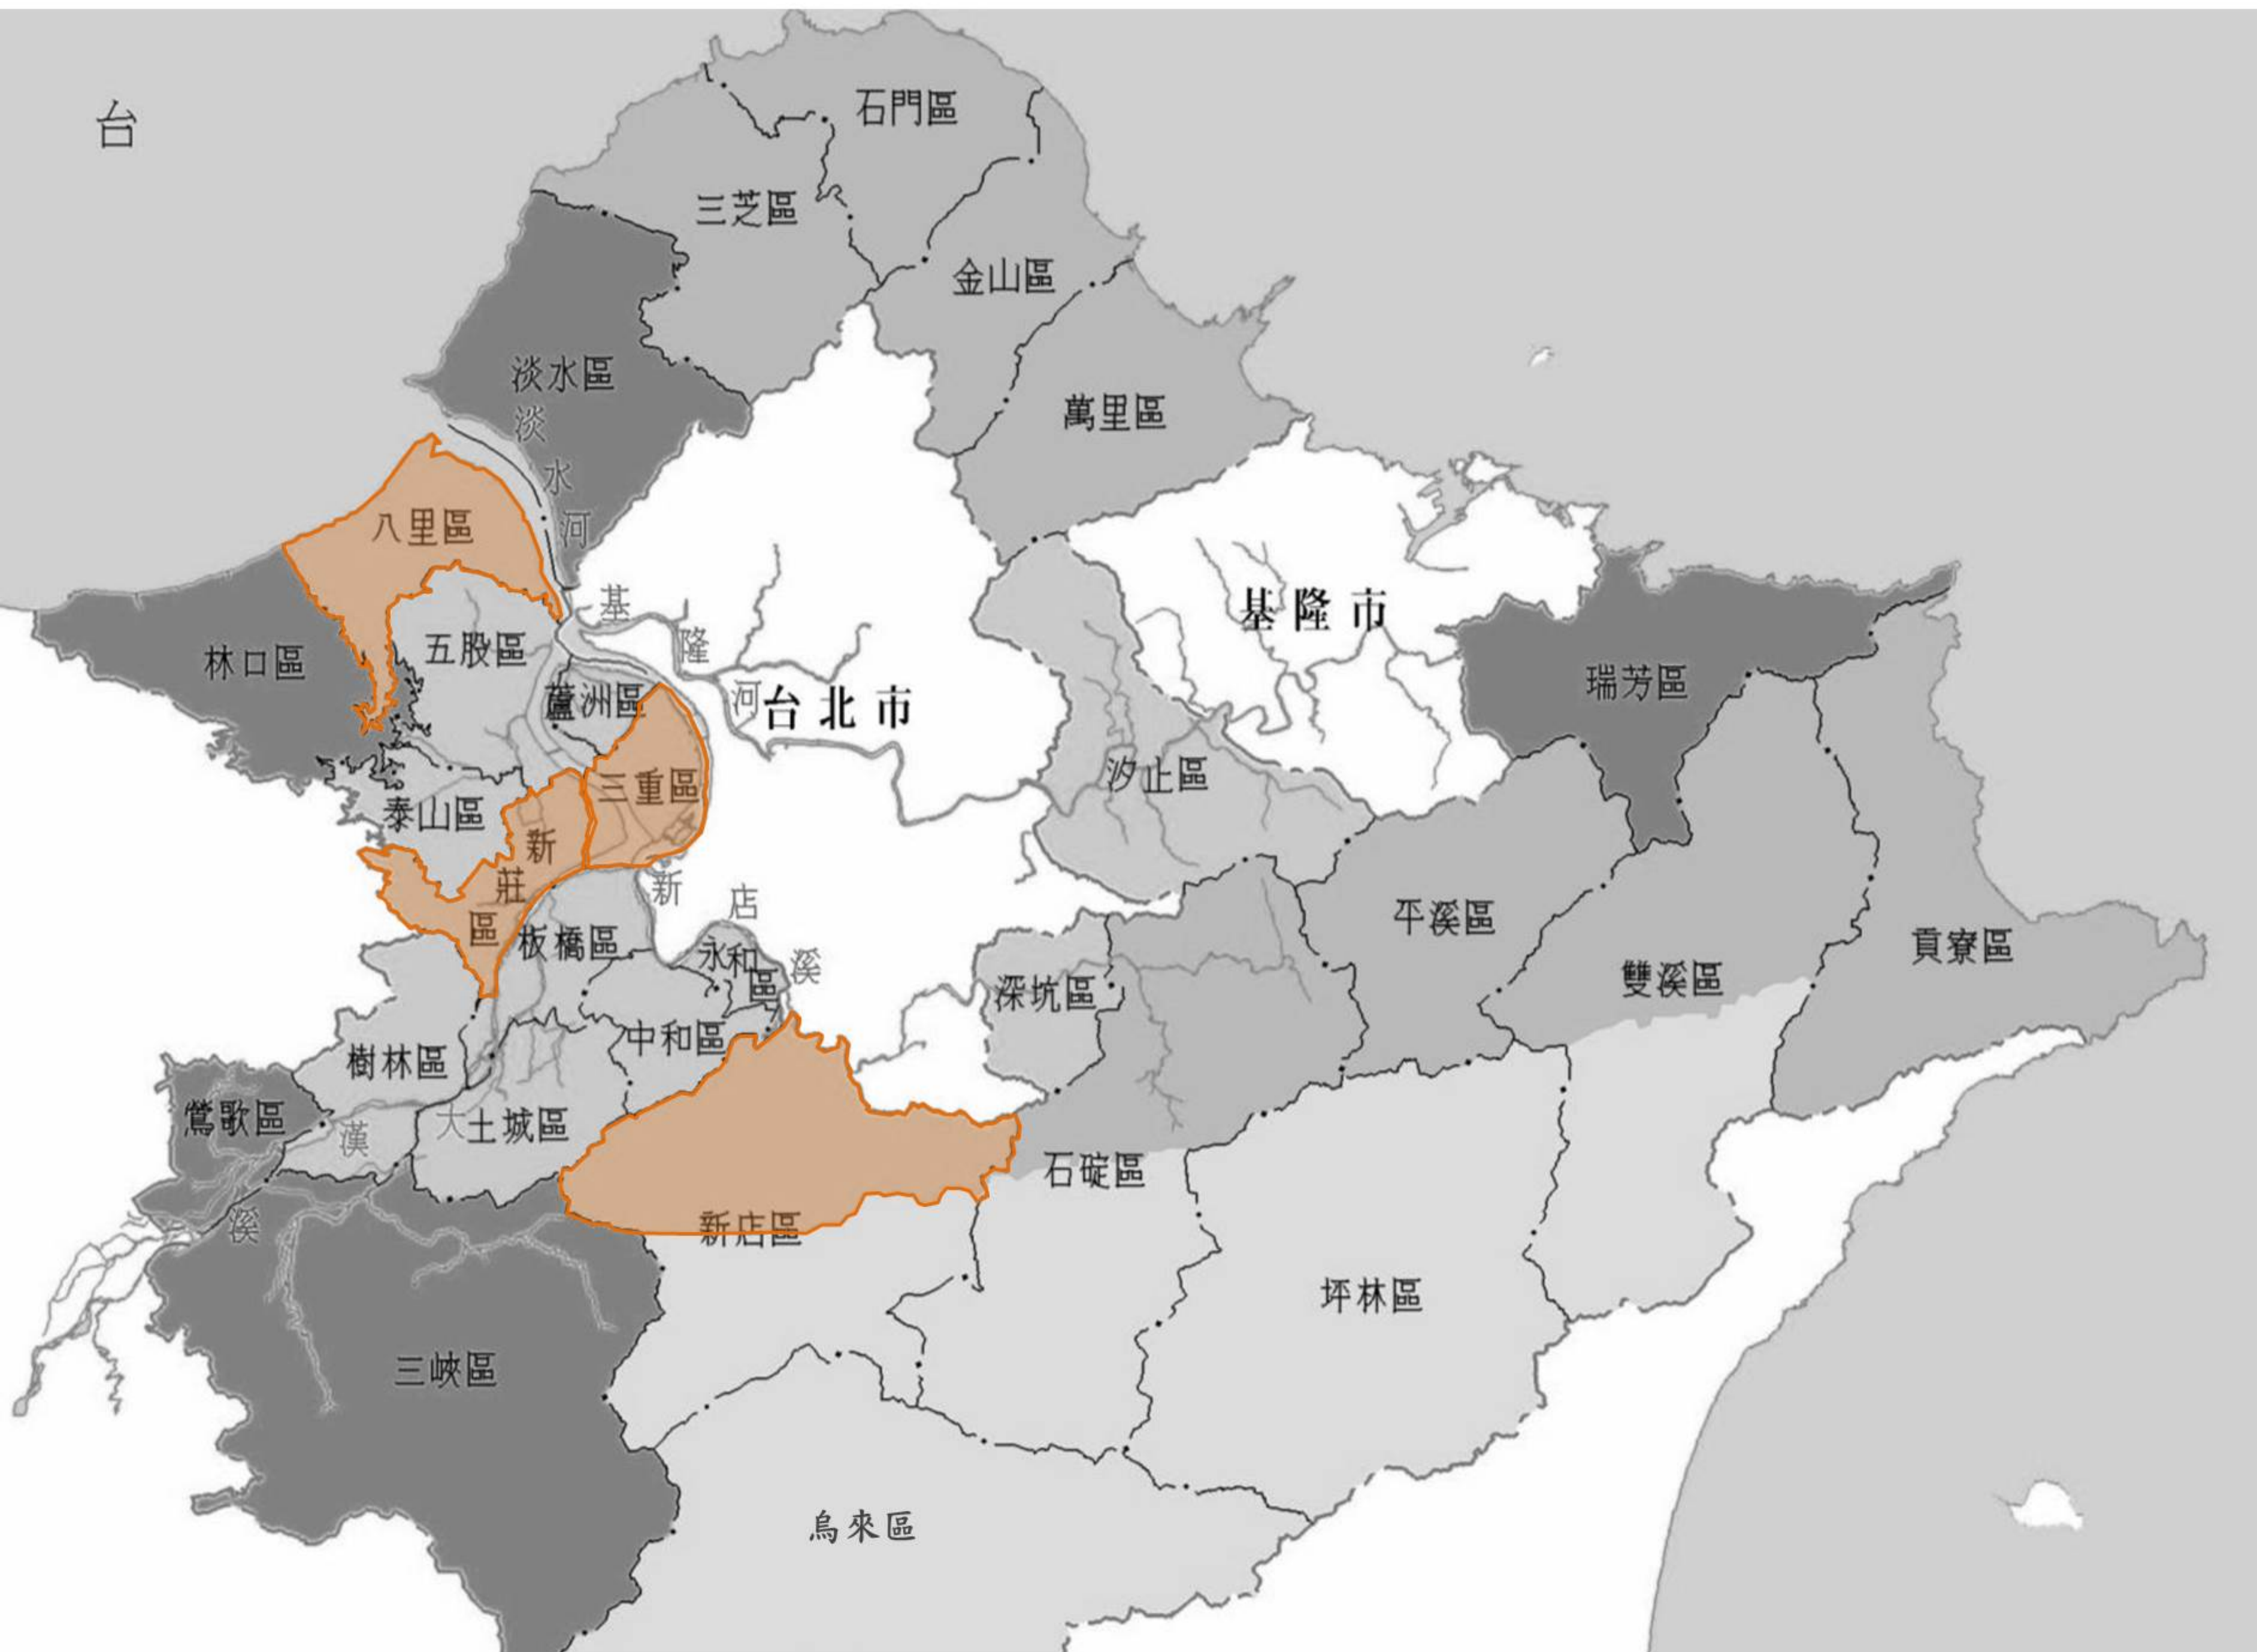 台
石門區
三芝區
金山區
淡水區
萬里區
淡水河
八里區
基隆河
基隆市
林口區
五股區
瑞芳區
蘆洲區
台北市
三重區
汐止區
泰山區
新莊區
新店溪
平溪區
板橋區
永和區
貢寮區
雙溪區
深坑區
中和區
樹林區
鶯歌區
大漢溪
土城區
石碇區
新店區
坪林區
三峽區
烏來區